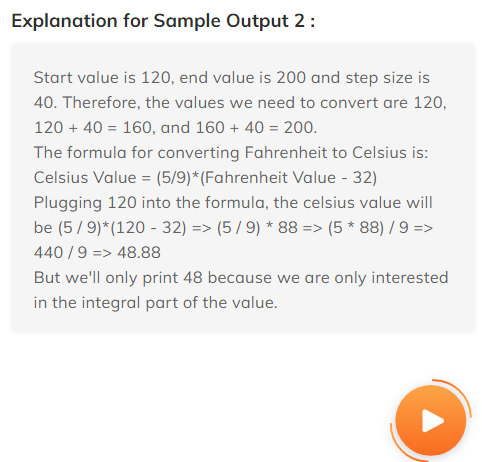 Explanation for Sample Output 2 :
Start value is 120, end value is 200 and step size is
40. Therefore, the values we need to convert are 120,
120 + 40 = 160, and 160 + 40 = 200.
The formula for converting Fahrenheit to Celsius is:
Celsius Value = (5/9)*(Fahrenheit Value - 32)
Plugging 120 into the formula, the celsius value will
be (5 / 9)*(120 - 32) => (5 / 9) * 88 => (5 * 88) / 9 =>
440 / 9 => 48.88
But we'll only print 48 because we are only interested
in the integral part of the value.